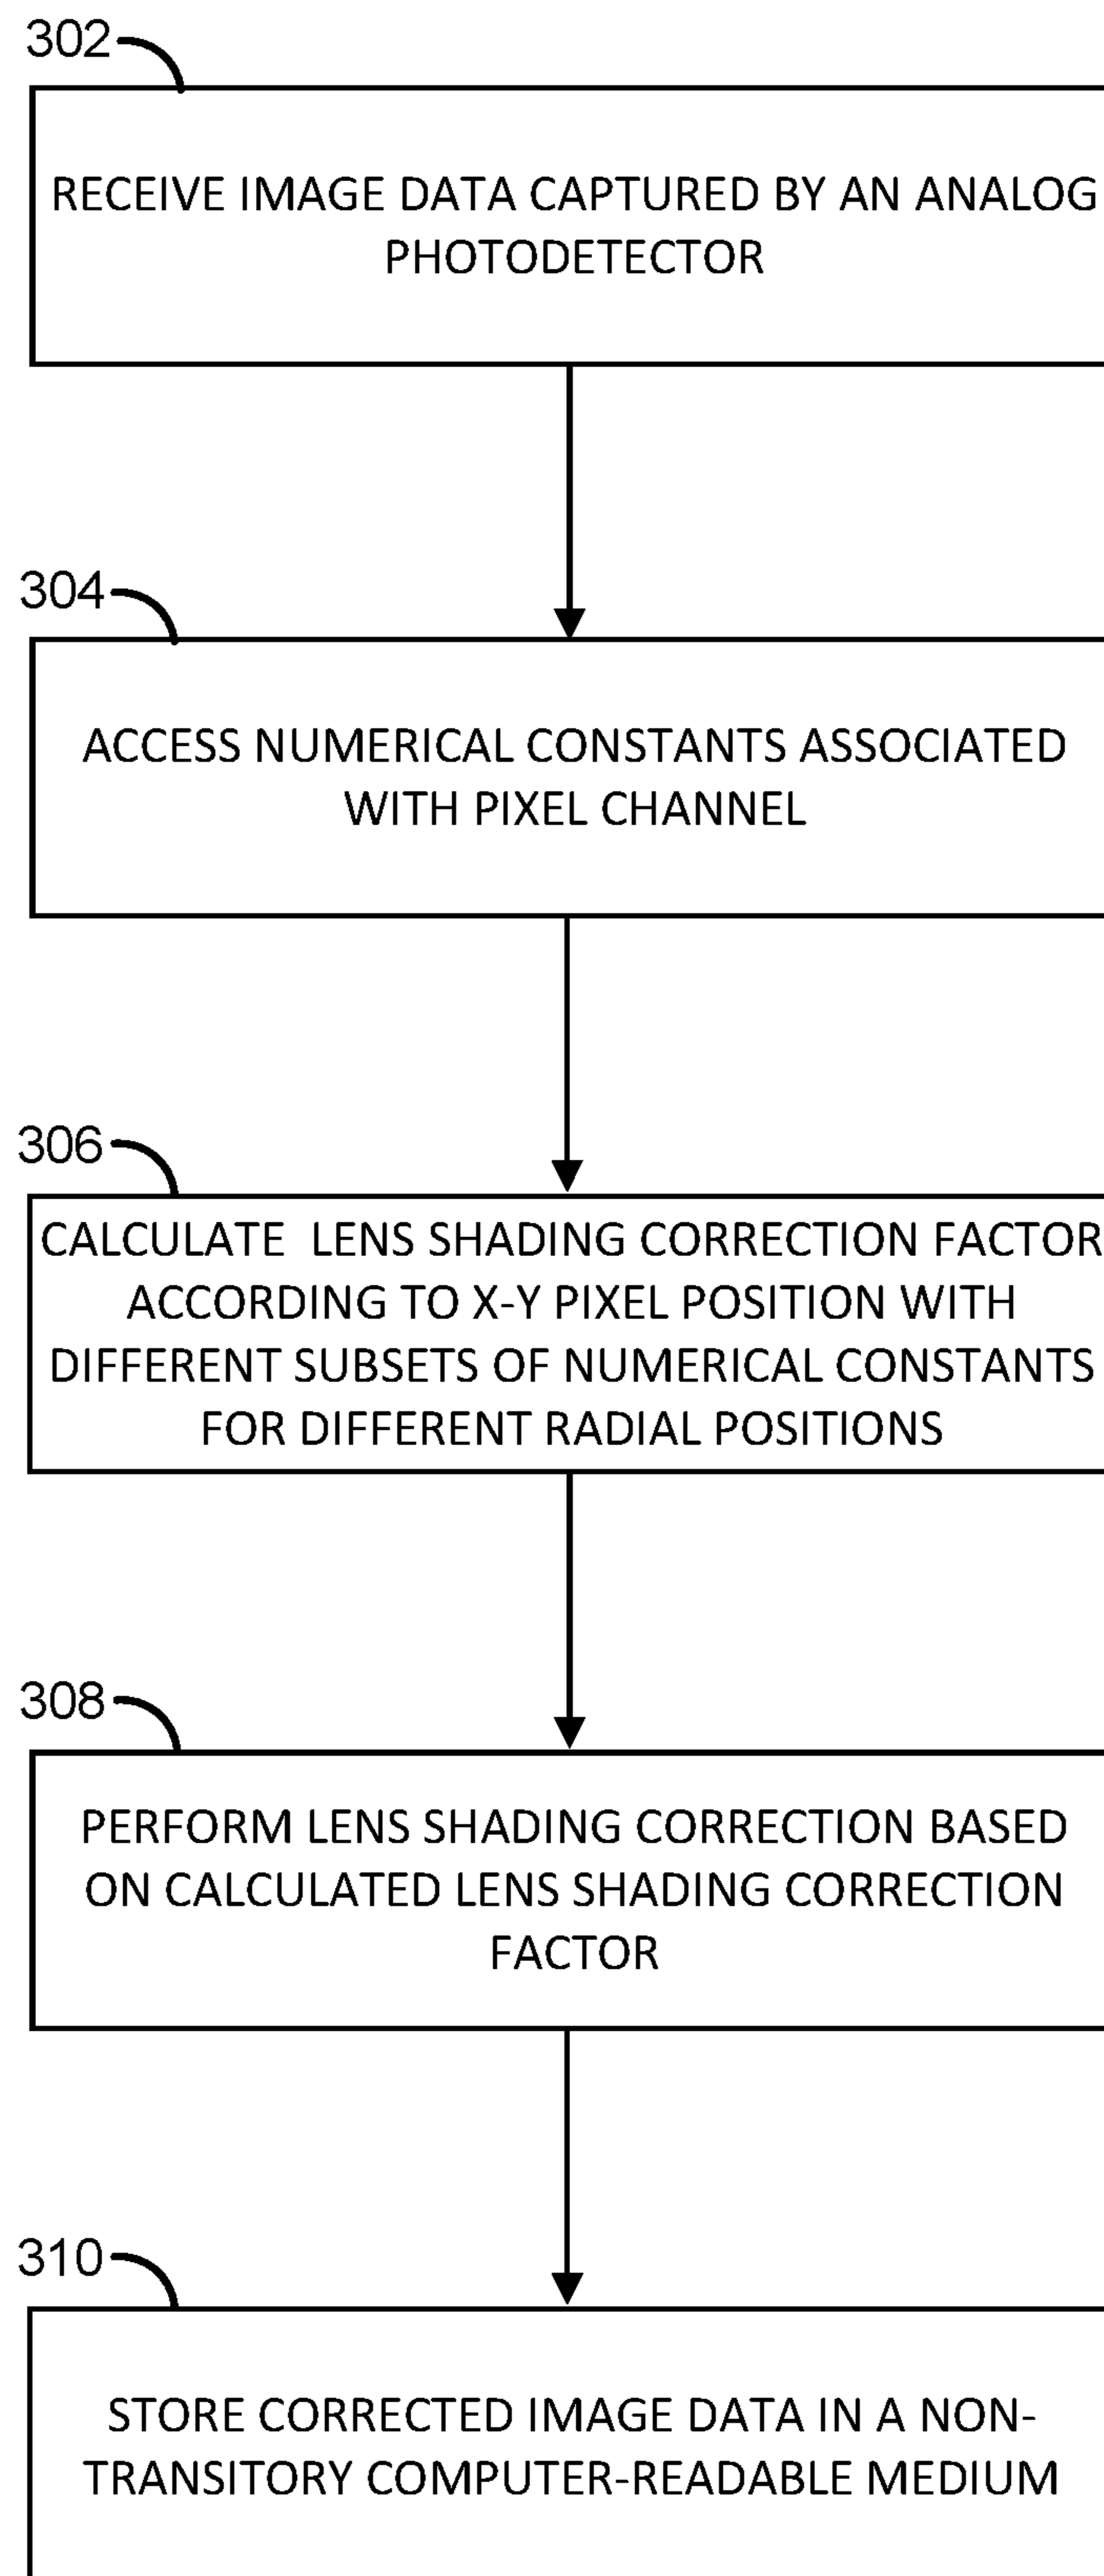 302
RECEIVE IMAGE DATA CAPTURED BY AN ANALOG
PHOTODETECTOR
304
ACCESS NUMERICAL CONSTANTS ASSOCIATED
WITH PIXEL CHANNEL
306
CALCULATE LENS SHADING CORRECTION FACTOR
ACCORDING TO X-Y PIXEL POSITION WITH
DIFFERENT SUBSETS OF NUMERICAL CONSTANTS
FOR DIFFERENT RADIAL POSITIONS
308
PERFORM LENS SHADING CORRECTION BASED
ON CALCULATED LENS SHADING CORRECTION
FACTOR
310
STORE CORRECTED IMAGE DATA IN A NON-
TRANSITORY COMPUTER-READABLE MEDIUM